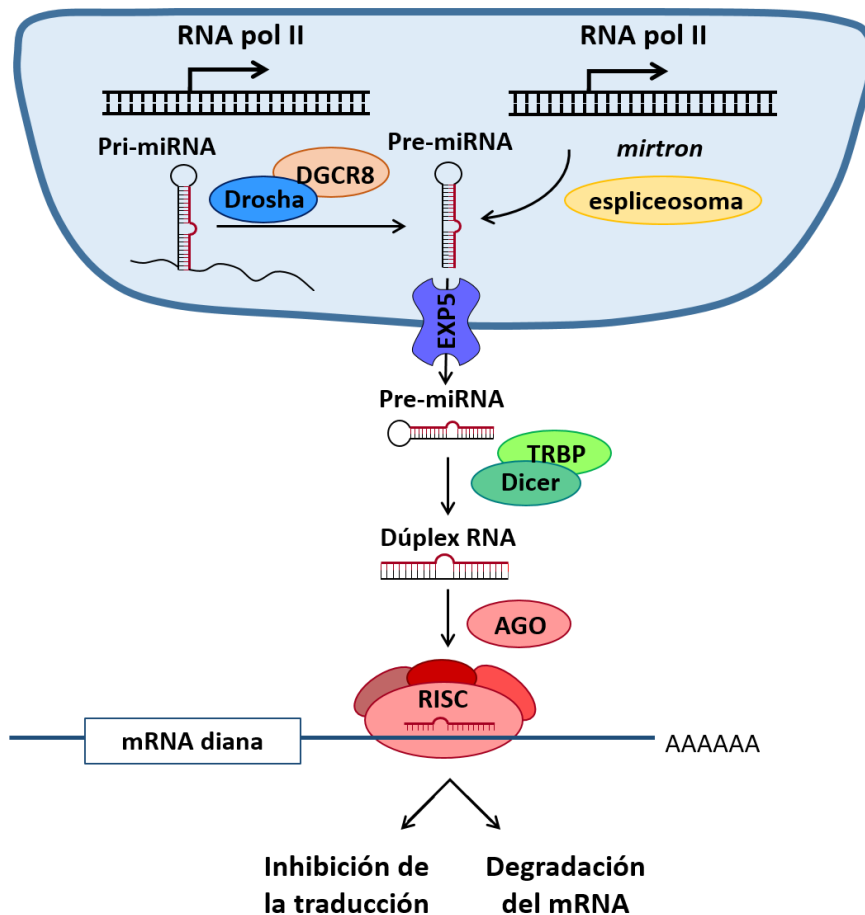 RNA pol II
RNA pol II
Pri-miRNA
Pre-miRNA
mirtron
DGCR8
Drosha
espliceosoma
EXP5
Pre-miRNA
TRBP
Dicer
Dúplex RNA
AGO
RISC
mRNA diana
AAAAAA
Inhibición de
la traducción
Degradación
del mRNA